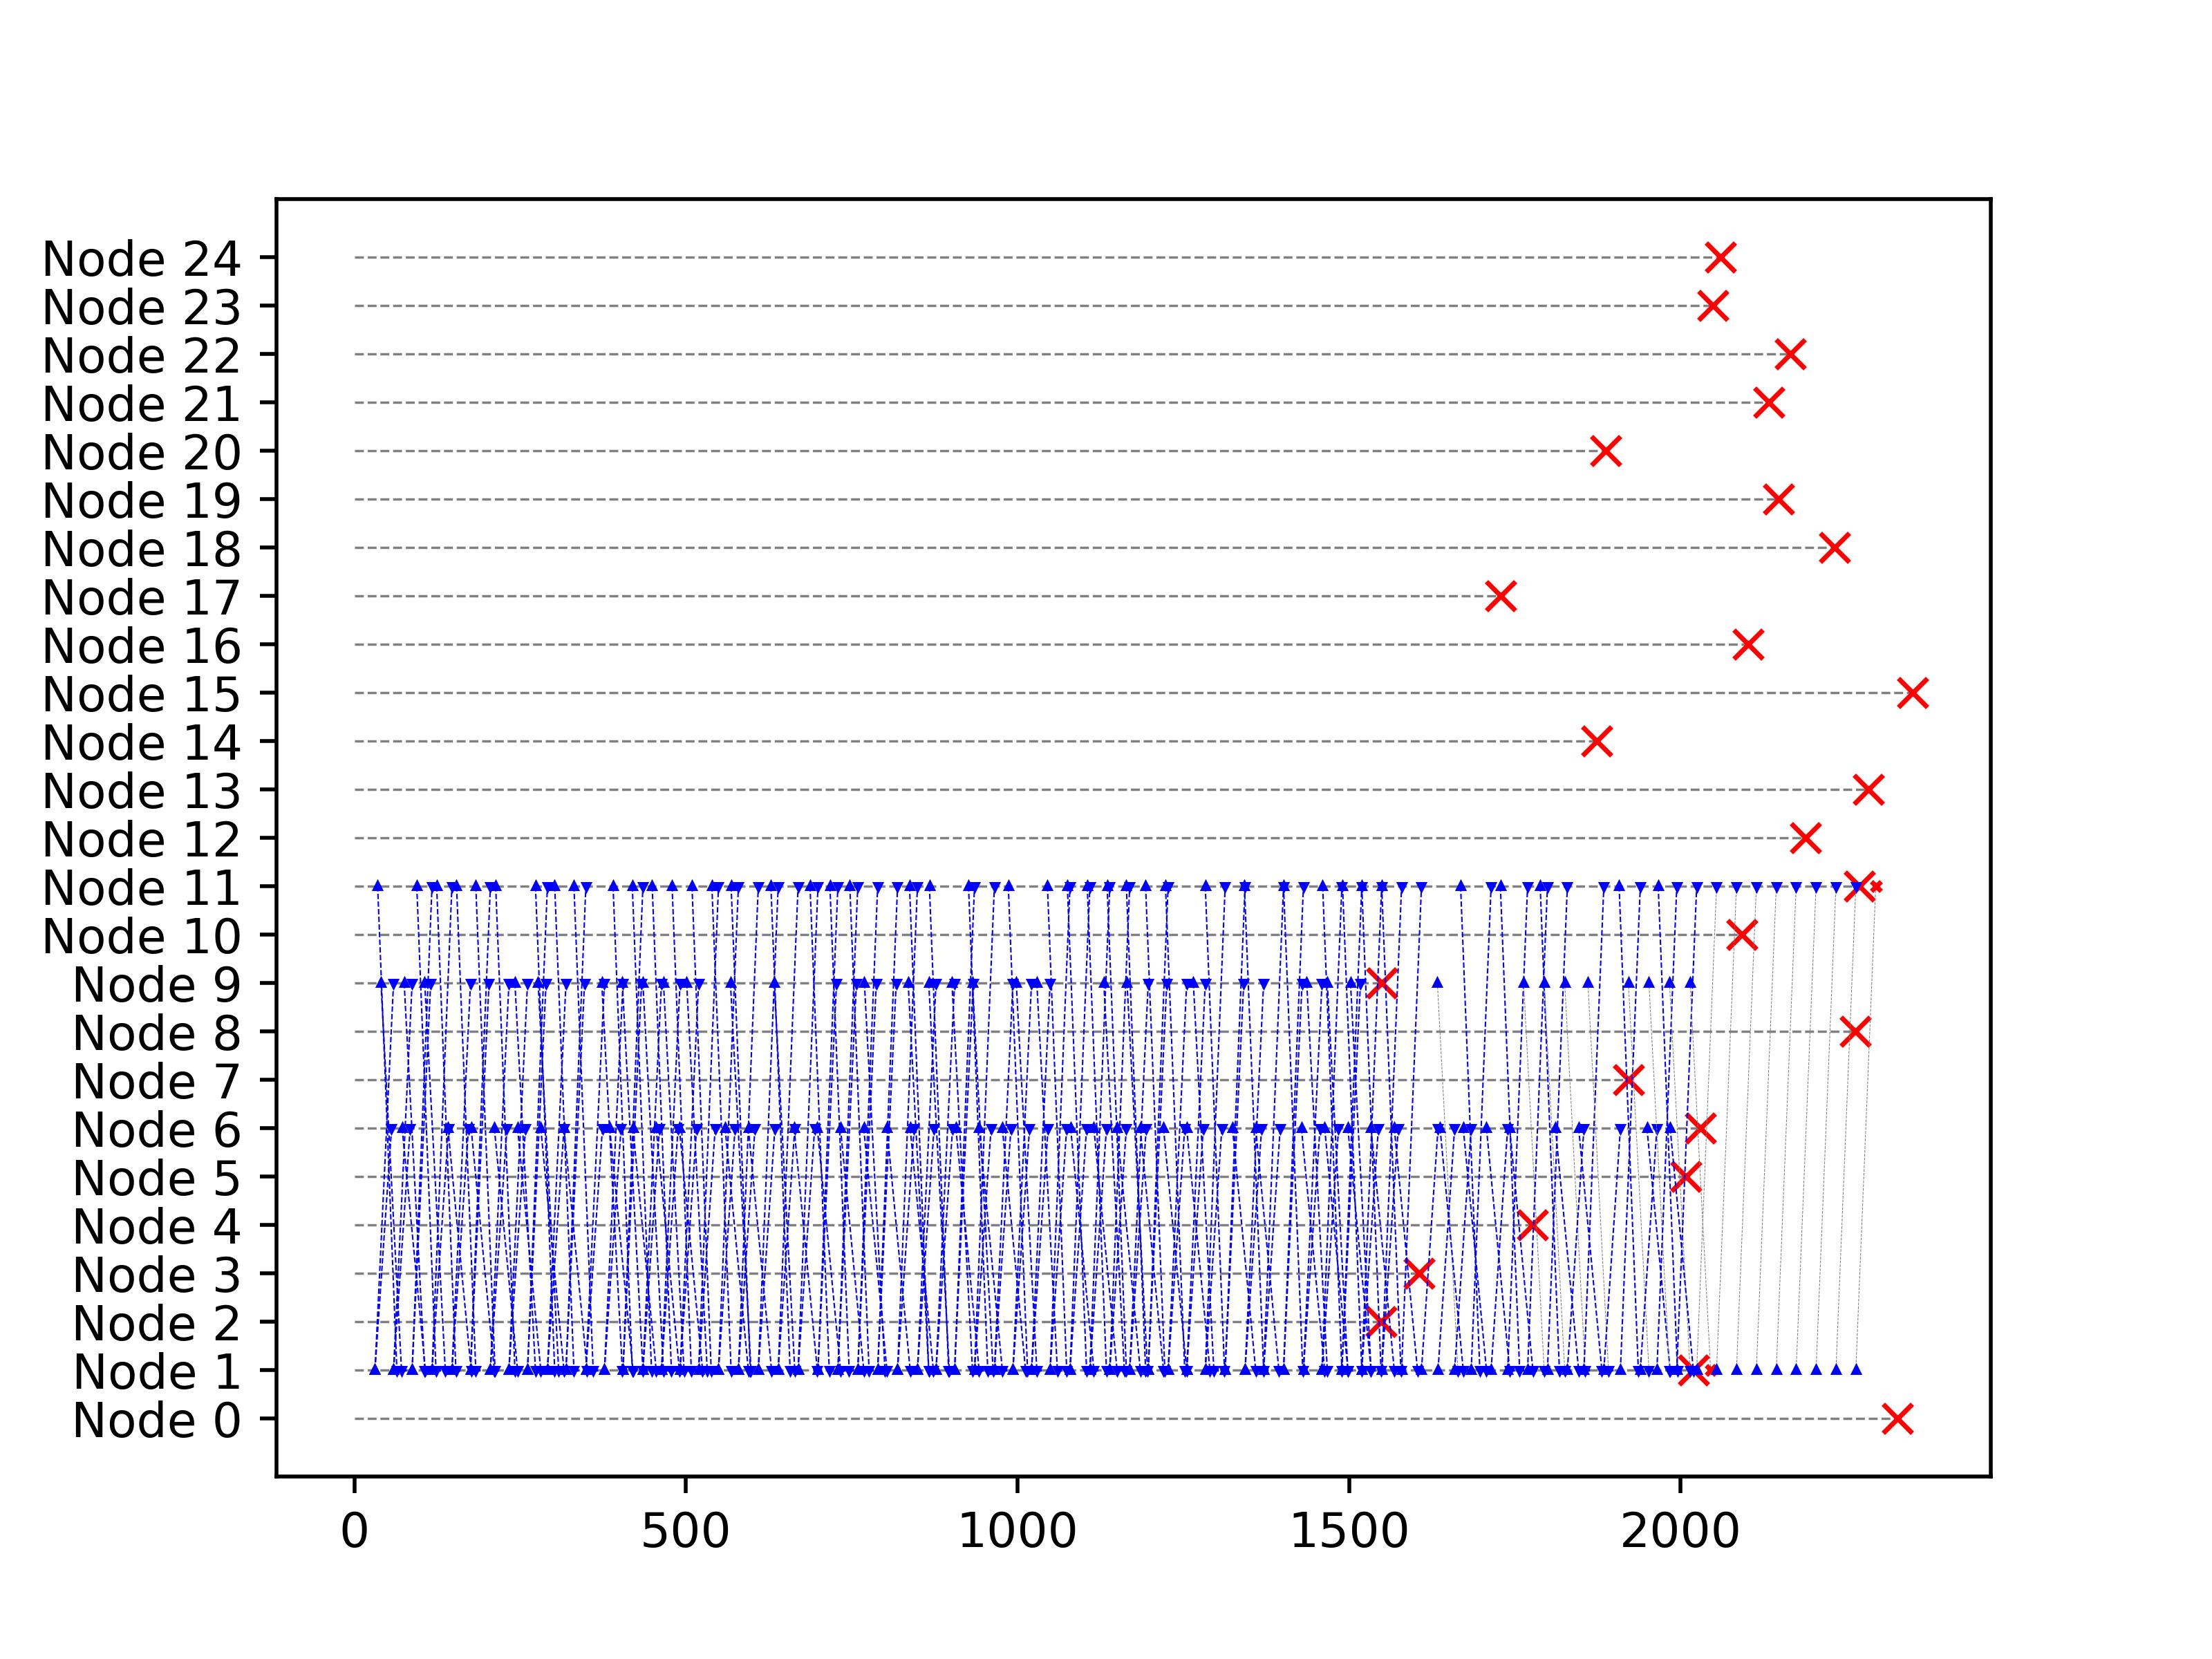 Node 24
Node 23
Node 22
Node 21
Node 20
Node 19
Node 18
Node 17
Node 16
Node 15
Node 14
Node 13
Node 12
Node 11
Node 10
Node 9
Node 8
Node 7
Node 6
Node 5
Node 4
Node 3
Node 2
Node 1
Node 0
0 500 1000 1500 2000